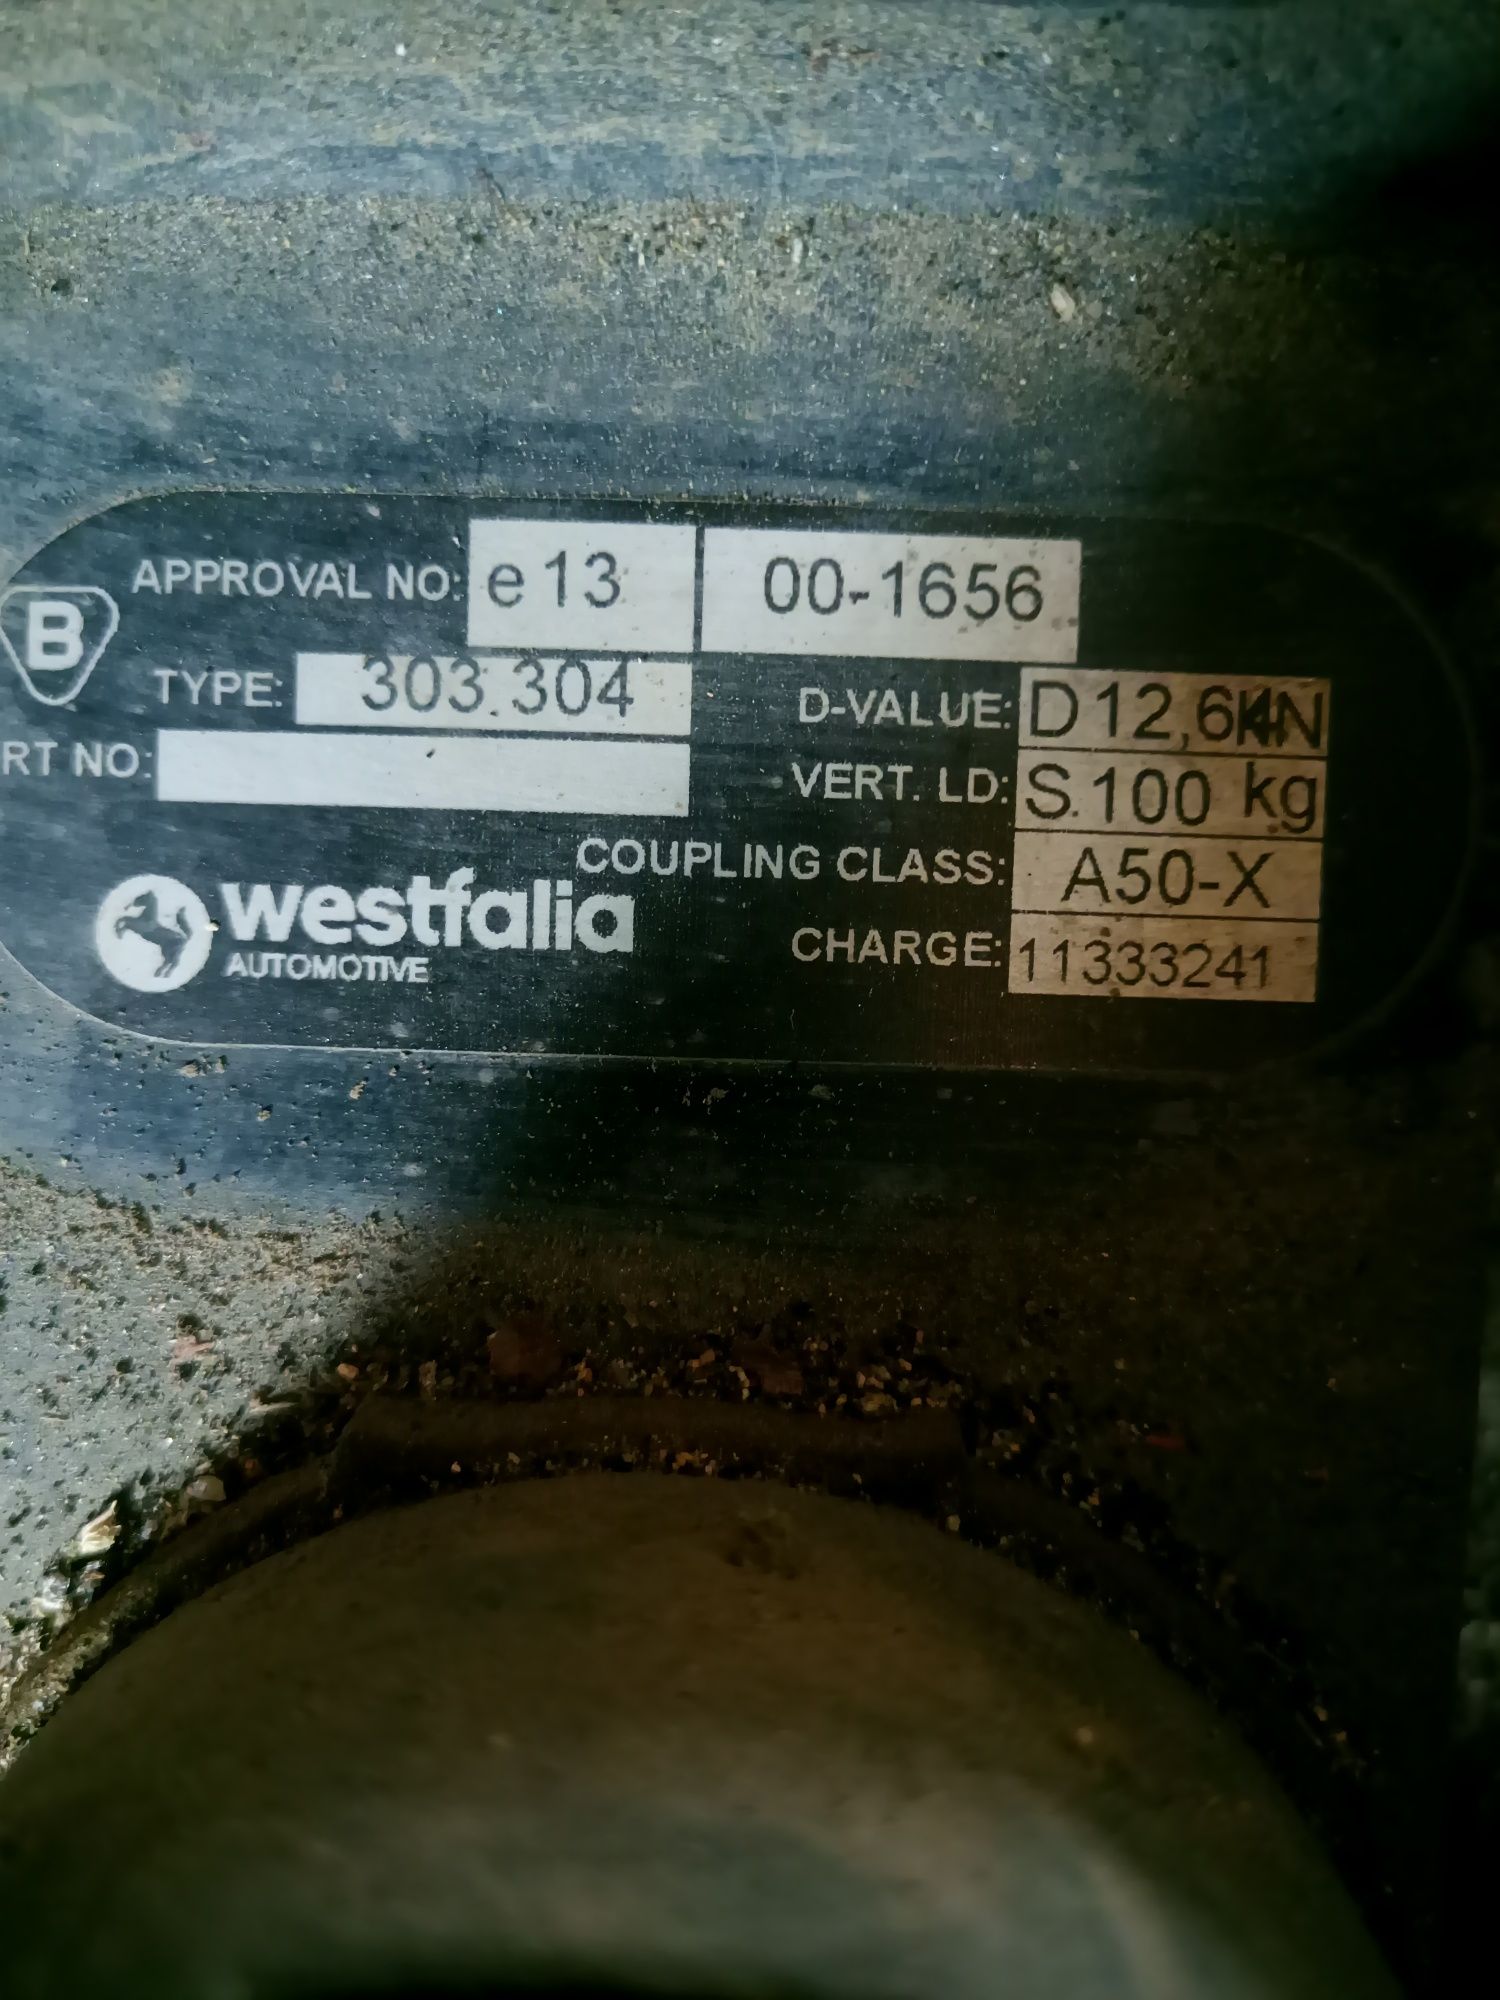 APPROVAL NO: e13 00-1656
B
TYPE: 303.304
D-VALUE: D 12,64KN
RT NO:
VERT. LD: S. 100 kg
COUPLING CLASS: A50-X
westfalia
AUTOMOTIVE
CHARGE: 11333241